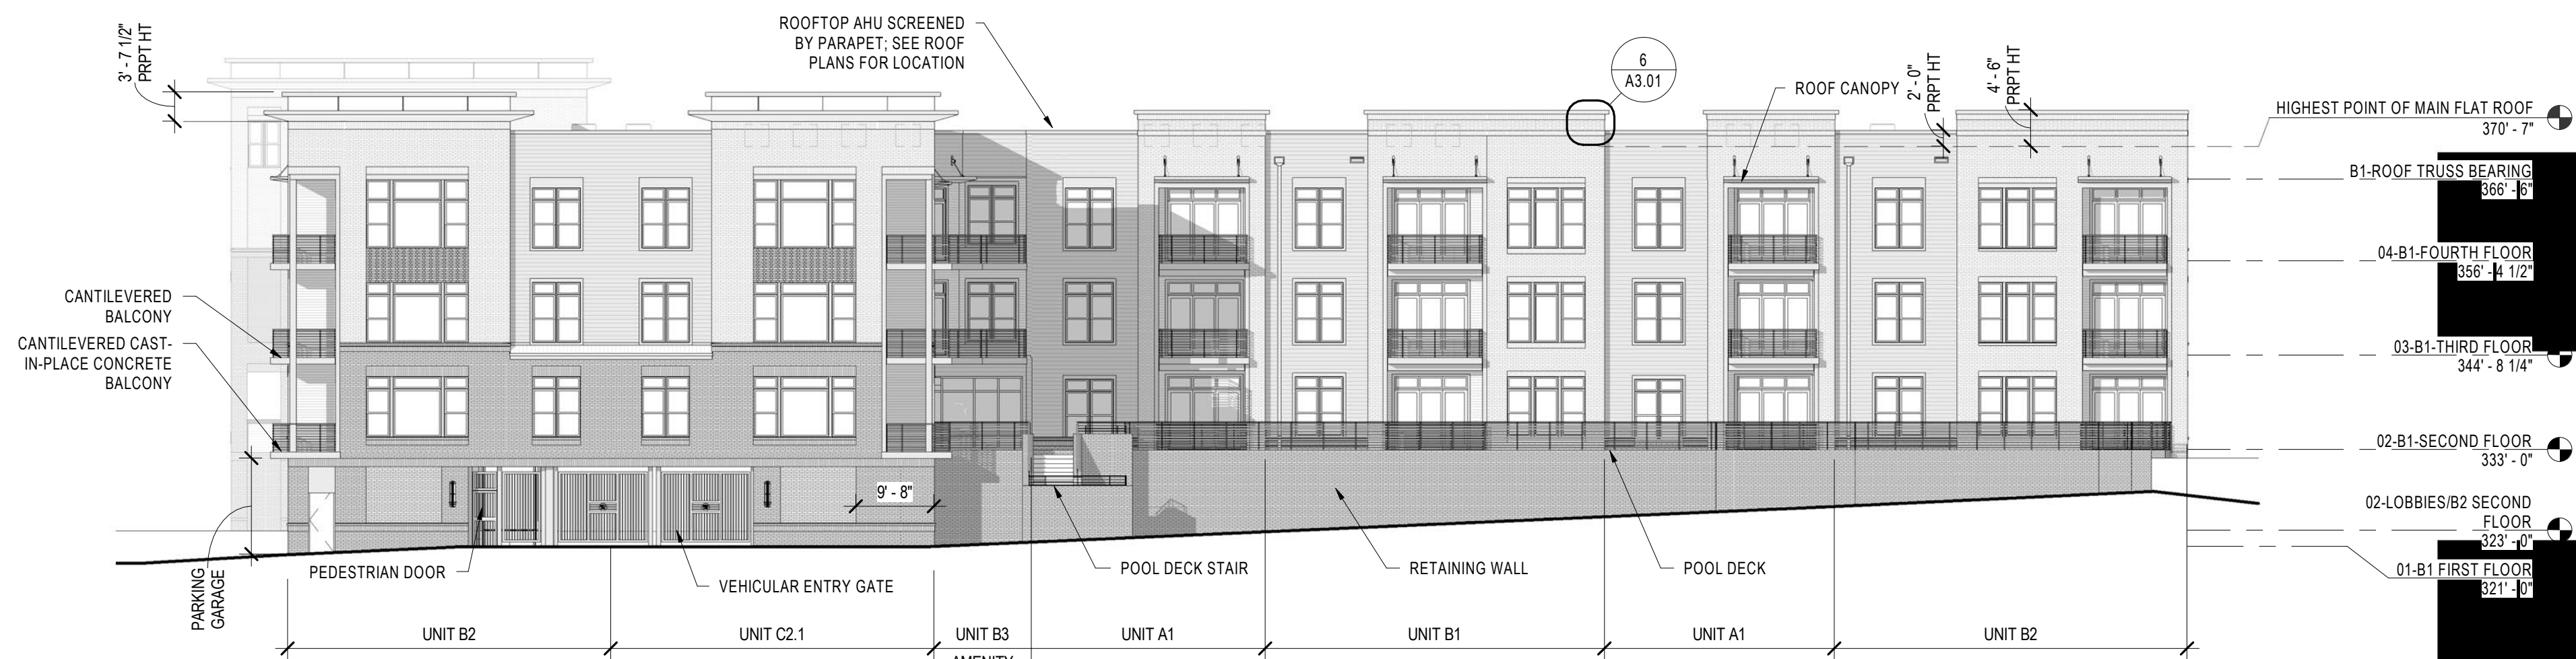 3' - 7 1/2"
PRPT HT
ROOFTOP AHU SCREENED
BY PARAPET; SEE ROOF
PLANS FOR LOCATION
6
A3.01
ROOF CANOPY
2' - 0"
PRPT HT
4' - 6"
PRPT HT
HIGHEST POINT OF MAIN FLAT ROOF
370' - 7"
B1-ROOF TRUSS BEARING
366' - 6"
04-B1-FOURTH FLOOR
356' - 4 1/2"
03-B1-THIRD FLOOR
344' - 8 1/4"
02-B1-SECOND FLOOR
333' - 0"
02-LOBBIES/B2 SECOND
FLOOR
323' - 0"
01-B1 FIRST FLOOR
321' - 0"
CANTILEVERED
BALCONY
CANTILEVERED CAST-
IN-PLACE CONCRETE
BALCONY
9' - 8"
PARKING
GARAGE
PEDESTRIAN DOOR
VEHICULAR ENTRY GATE
POOL DECK STAIR
RETAINING WALL
POOL DECK
UNIT B2
UNIT C2.1
UNIT B3
UNIT A1
UNIT B1
UNIT A1
UNIT B2
AMENITY